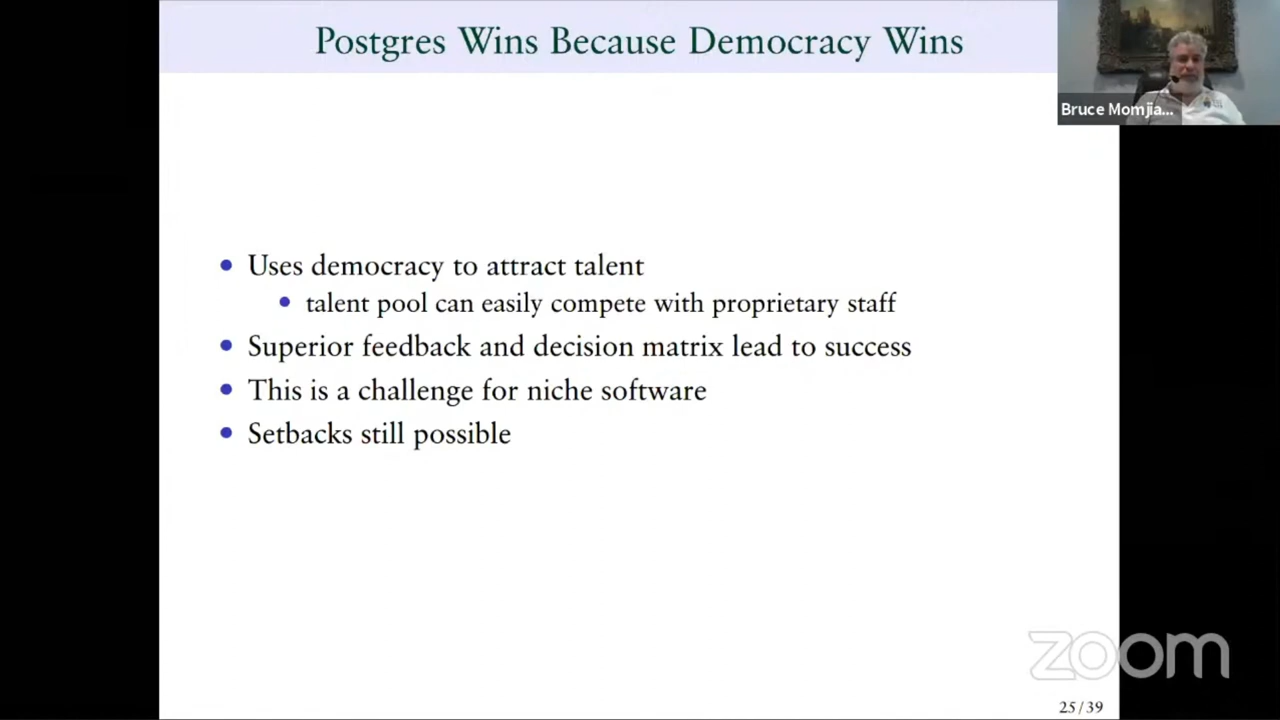 Postgres Wins Because Democracy Wins
Bruce Momjia...
• Uses democracy to attract talent
• talent pool can easily compete with proprietary staff
• Superior feedback and decision matrix lead to success
• This is a challenge for niche software
• Setbacks still possible
zoom
25/39